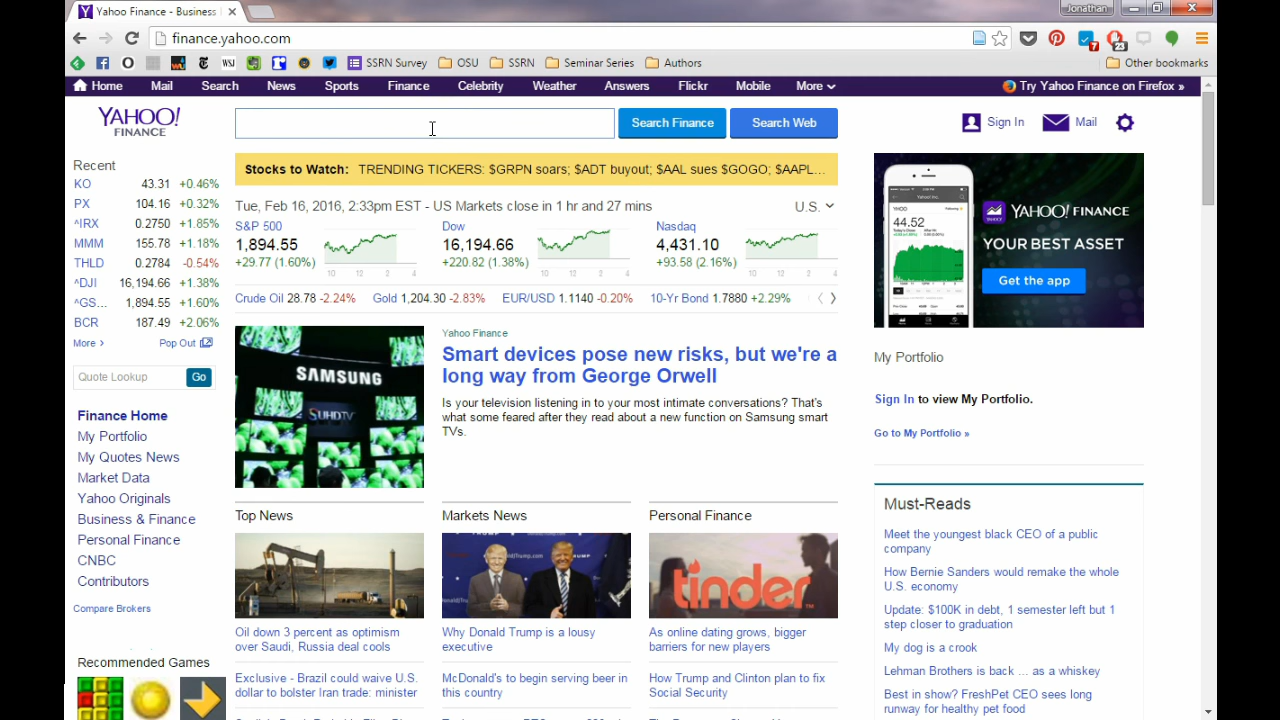 Yahoo Finance - Business
Jonathan
finance.yahoo.com
7
23
WSJ
SSRN Survey
OSU
SSRN
Seminar Series
Authors
Other bookmarks
Home Mail Search News Sports Finance Celebrity Weather Answers Flickr Mobile More
Try Yahoo Finance on Firefox »
YAHOO!
FINANCE
Search Finance
Search Web
Sign In
Mail
Recent
KO 43.31 +0.46%
PX 104.16 +0.32%
^IRX 0.2750 +1.85%
MMM 155.78 +1.18%
THLD 0.2784 -0.54%
^DJI 16,194.66 +1.38%
^GS... 1,894.55 +1.60%
BCR 187.49 +2.06%
More ›
Pop Out
Quote Lookup
Go
Finance Home
My Portfolio
My Quotes News
Market Data
Yahoo Originals
Business & Finance
Personal Finance
CNBC
Contributors
Compare Brokers
Recommended Games
Stocks to Watch: TRENDING TICKERS: $GRPN soars; $ADT buyout; $AAL sues $GOGO; $AAPL...
Tue, Feb 16, 2016, 2:33pm EST - US Markets close in 1 hr and 27 mins
U.S.
S&P 500
1,894.55
+29.77 (1.60%)
10 12 2 4
Dow
16,194.66
+220.82 (1.38%)
10 12 2 4
Nasdaq
4,431.10
+93.58 (2.16%)
10 12 2 4
Crude Oil 28.78 -2.24% Gold 1,204.30 -2.83% EUR/USD 1.1140 -0.20% 10-Yr Bond 1.7880 +2.29%
SAMSUNG
SUHDTV
Yahoo Finance
Smart devices pose new risks, but we're a
long way from George Orwell
Is your television listening in to your most intimate conversations? That's
what some feared after they read about a new function on Samsung smart
TVs.
Top News
Oil down 3 percent as optimism
over Saudi, Russia deal cools
Exclusive - Brazil could waive U.S.
dollar to bolster Iran trade: minister
Markets News
Why Donald Trump is a lousy
executive
McDonald's to begin serving beer in
this country
Personal Finance
tinder
As online dating grows, bigger
barriers for new players
How Trump and Clinton plan to fix
Social Security
44.52
YAHOO! FINANCE
YOUR BEST ASSET
Get the app
My Portfolio
Sign In to view My Portfolio.
Go to My Portfolio »
Must-Reads
Meet the youngest black CEO of a public
company
How Bernie Sanders would remake the whole
U.S. economy
Update: $100K in debt, 1 semester left but 1
step closer to graduation
My dog is a crook
Lehman Brothers is back ... as a whiskey
Best in show? FreshPet CEO sees long
runway for healthy pet food